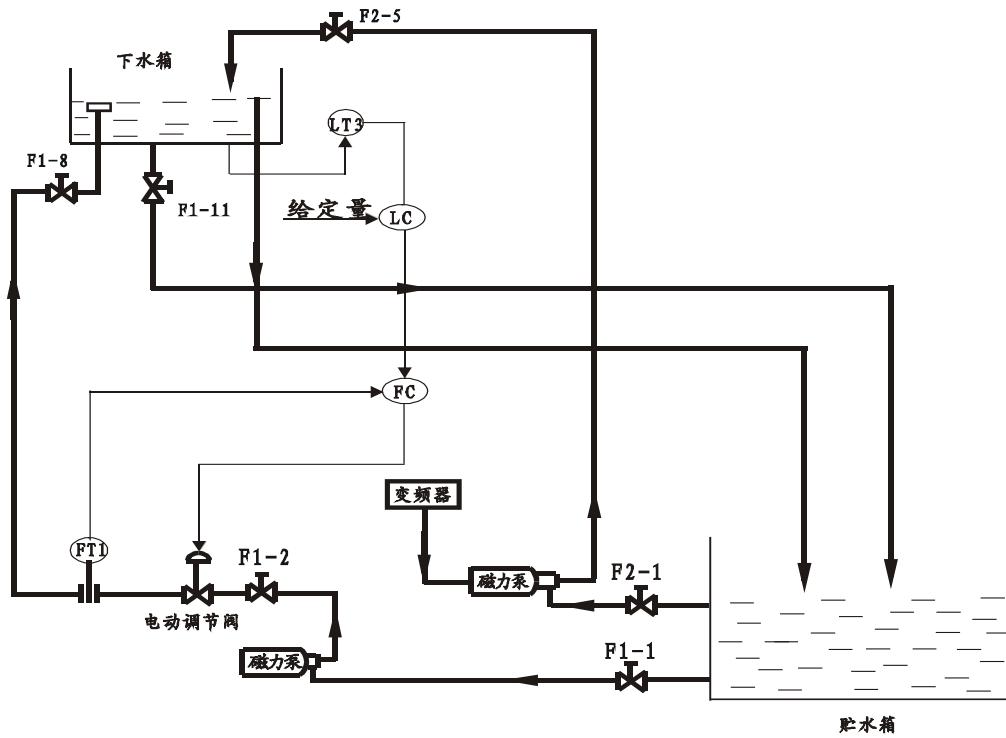 F2-5
下水箱
LT3
F1-8
F1-11
给定量
LC
FC
变频器
FT1
F1-2
磁力泵
F2-1
电动调节阀
磁力泵
F1-1
贮水箱